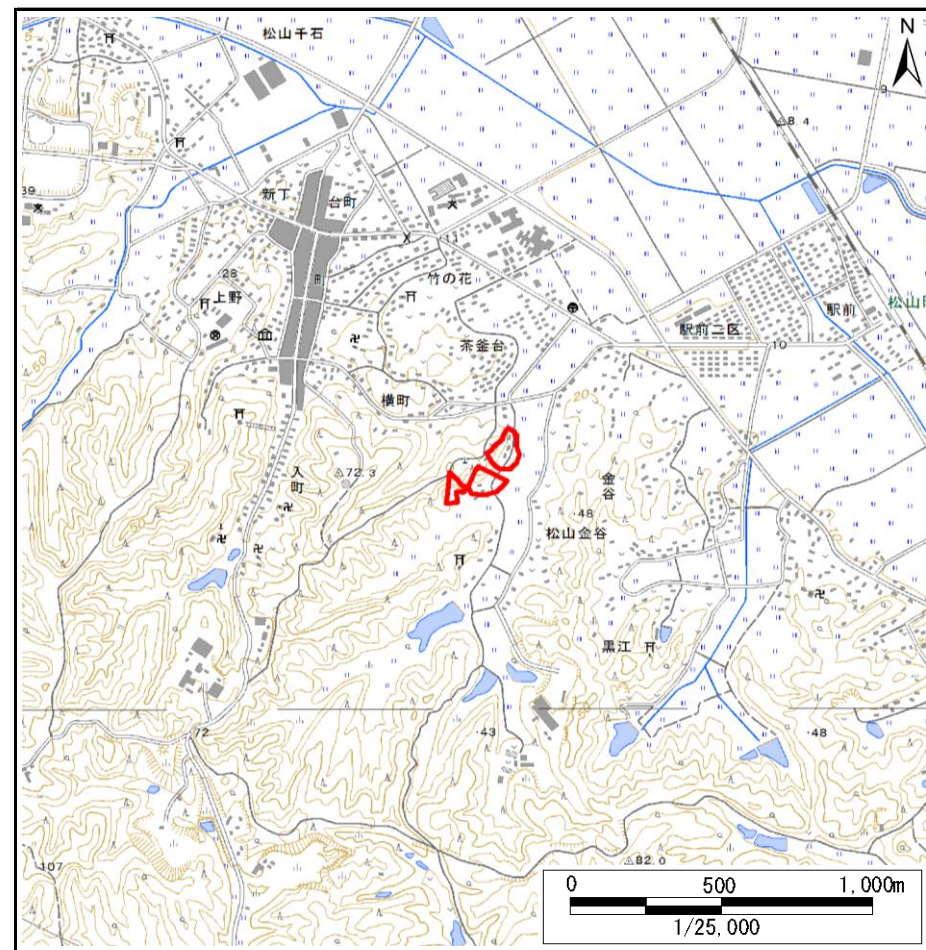 松山千石
N
9
8.4
39
新丁
台町
13
28
上野
竹の花
茶釜台
駅前二区
駅前
松山町
10
横町
入町
72.3
20
金谷
48
松山金谷
50
黒江
72
43
48
107
82.0
0 500 1,000m
1/25,000